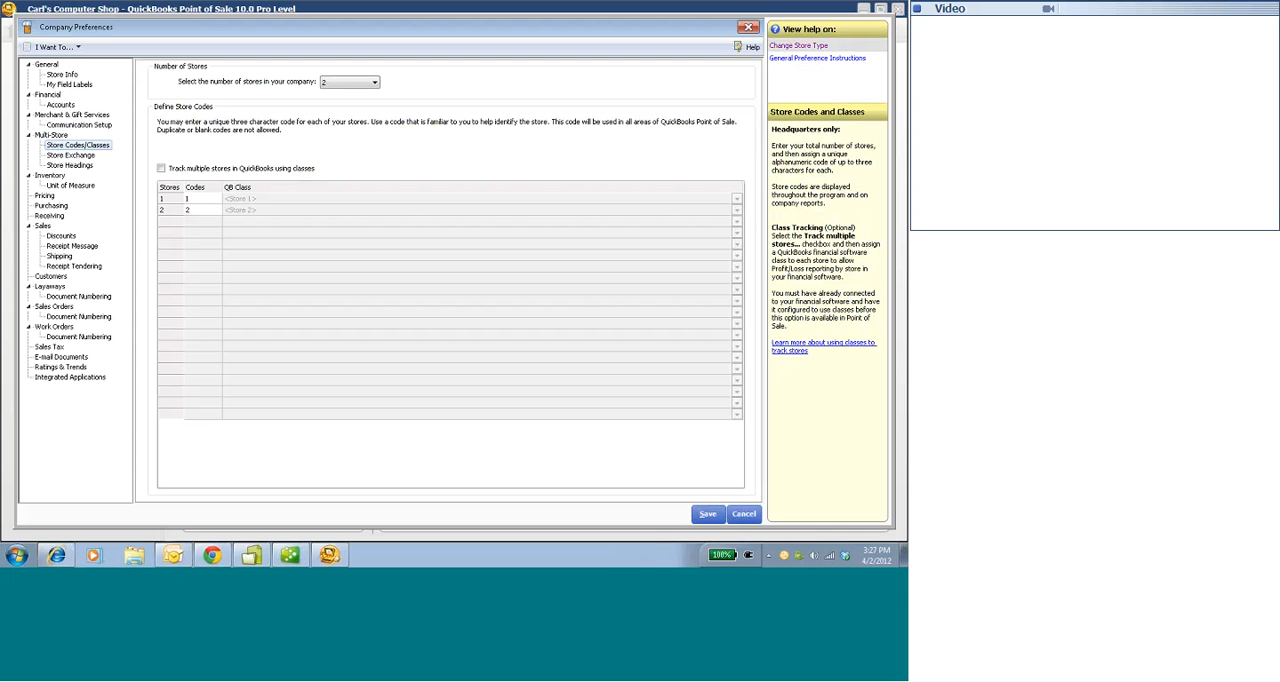 Carl's Computer Shop - QuickBooks Point of Sale 10.0 Pro Level
Video
Company Preferences
I Want To...
Help
View help on:
Change Store Type
General Preference Instructions
General
Store Info
My Field Labels
Financial
Accounts
Merchant & Gift Services
Communication Setup
Multi-Store
Store Codes/Classes
Store Exchange
Store Headings
Inventory
Unit of Measure
Pricing
Purchasing
Receiving
Sales
Discounts
Receipt Message
Shipping
Receipt Tendering
Customers
Layaways
Document Numbering
Sales Orders
Document Numbering
Work Orders
Document Numbering
Sales Tax
E-mail Documents
Ratings & Trends
Integrated Applications
Number of Stores
Select the number of stores in your company: 2
Define Store Codes
You may enter a unique three character code for each of your stores. Use a code that is familiar to you to help identify the store. This code will be used in all areas of QuickBooks Point of Sale.
Duplicate or blank codes are not allowed.
Track multiple stores in QuickBooks using classes
Stores Codes QB Class
1 1 <Store 1>
2 2 <Store 2>
Save Cancel
Store Codes and Classes
Headquarters only:
Enter your total number of stores,
and then assign a unique
alphanumeric code of up to three
characters for each.
Store codes are displayed
throughout the program and on
company reports.
Class Tracking (Optional)
Select the Track multiple
stores... checkbox and then assign
a QuickBooks financial software
class to each store to allow
Profit/Loss reporting by store in
your financial software.
You must have already connected
to your financial software and have
it configured to use classes before
this option is available in Point of
Sale.
Learn more about using classes to
track stores
100%
3:27 PM
4/2/2012